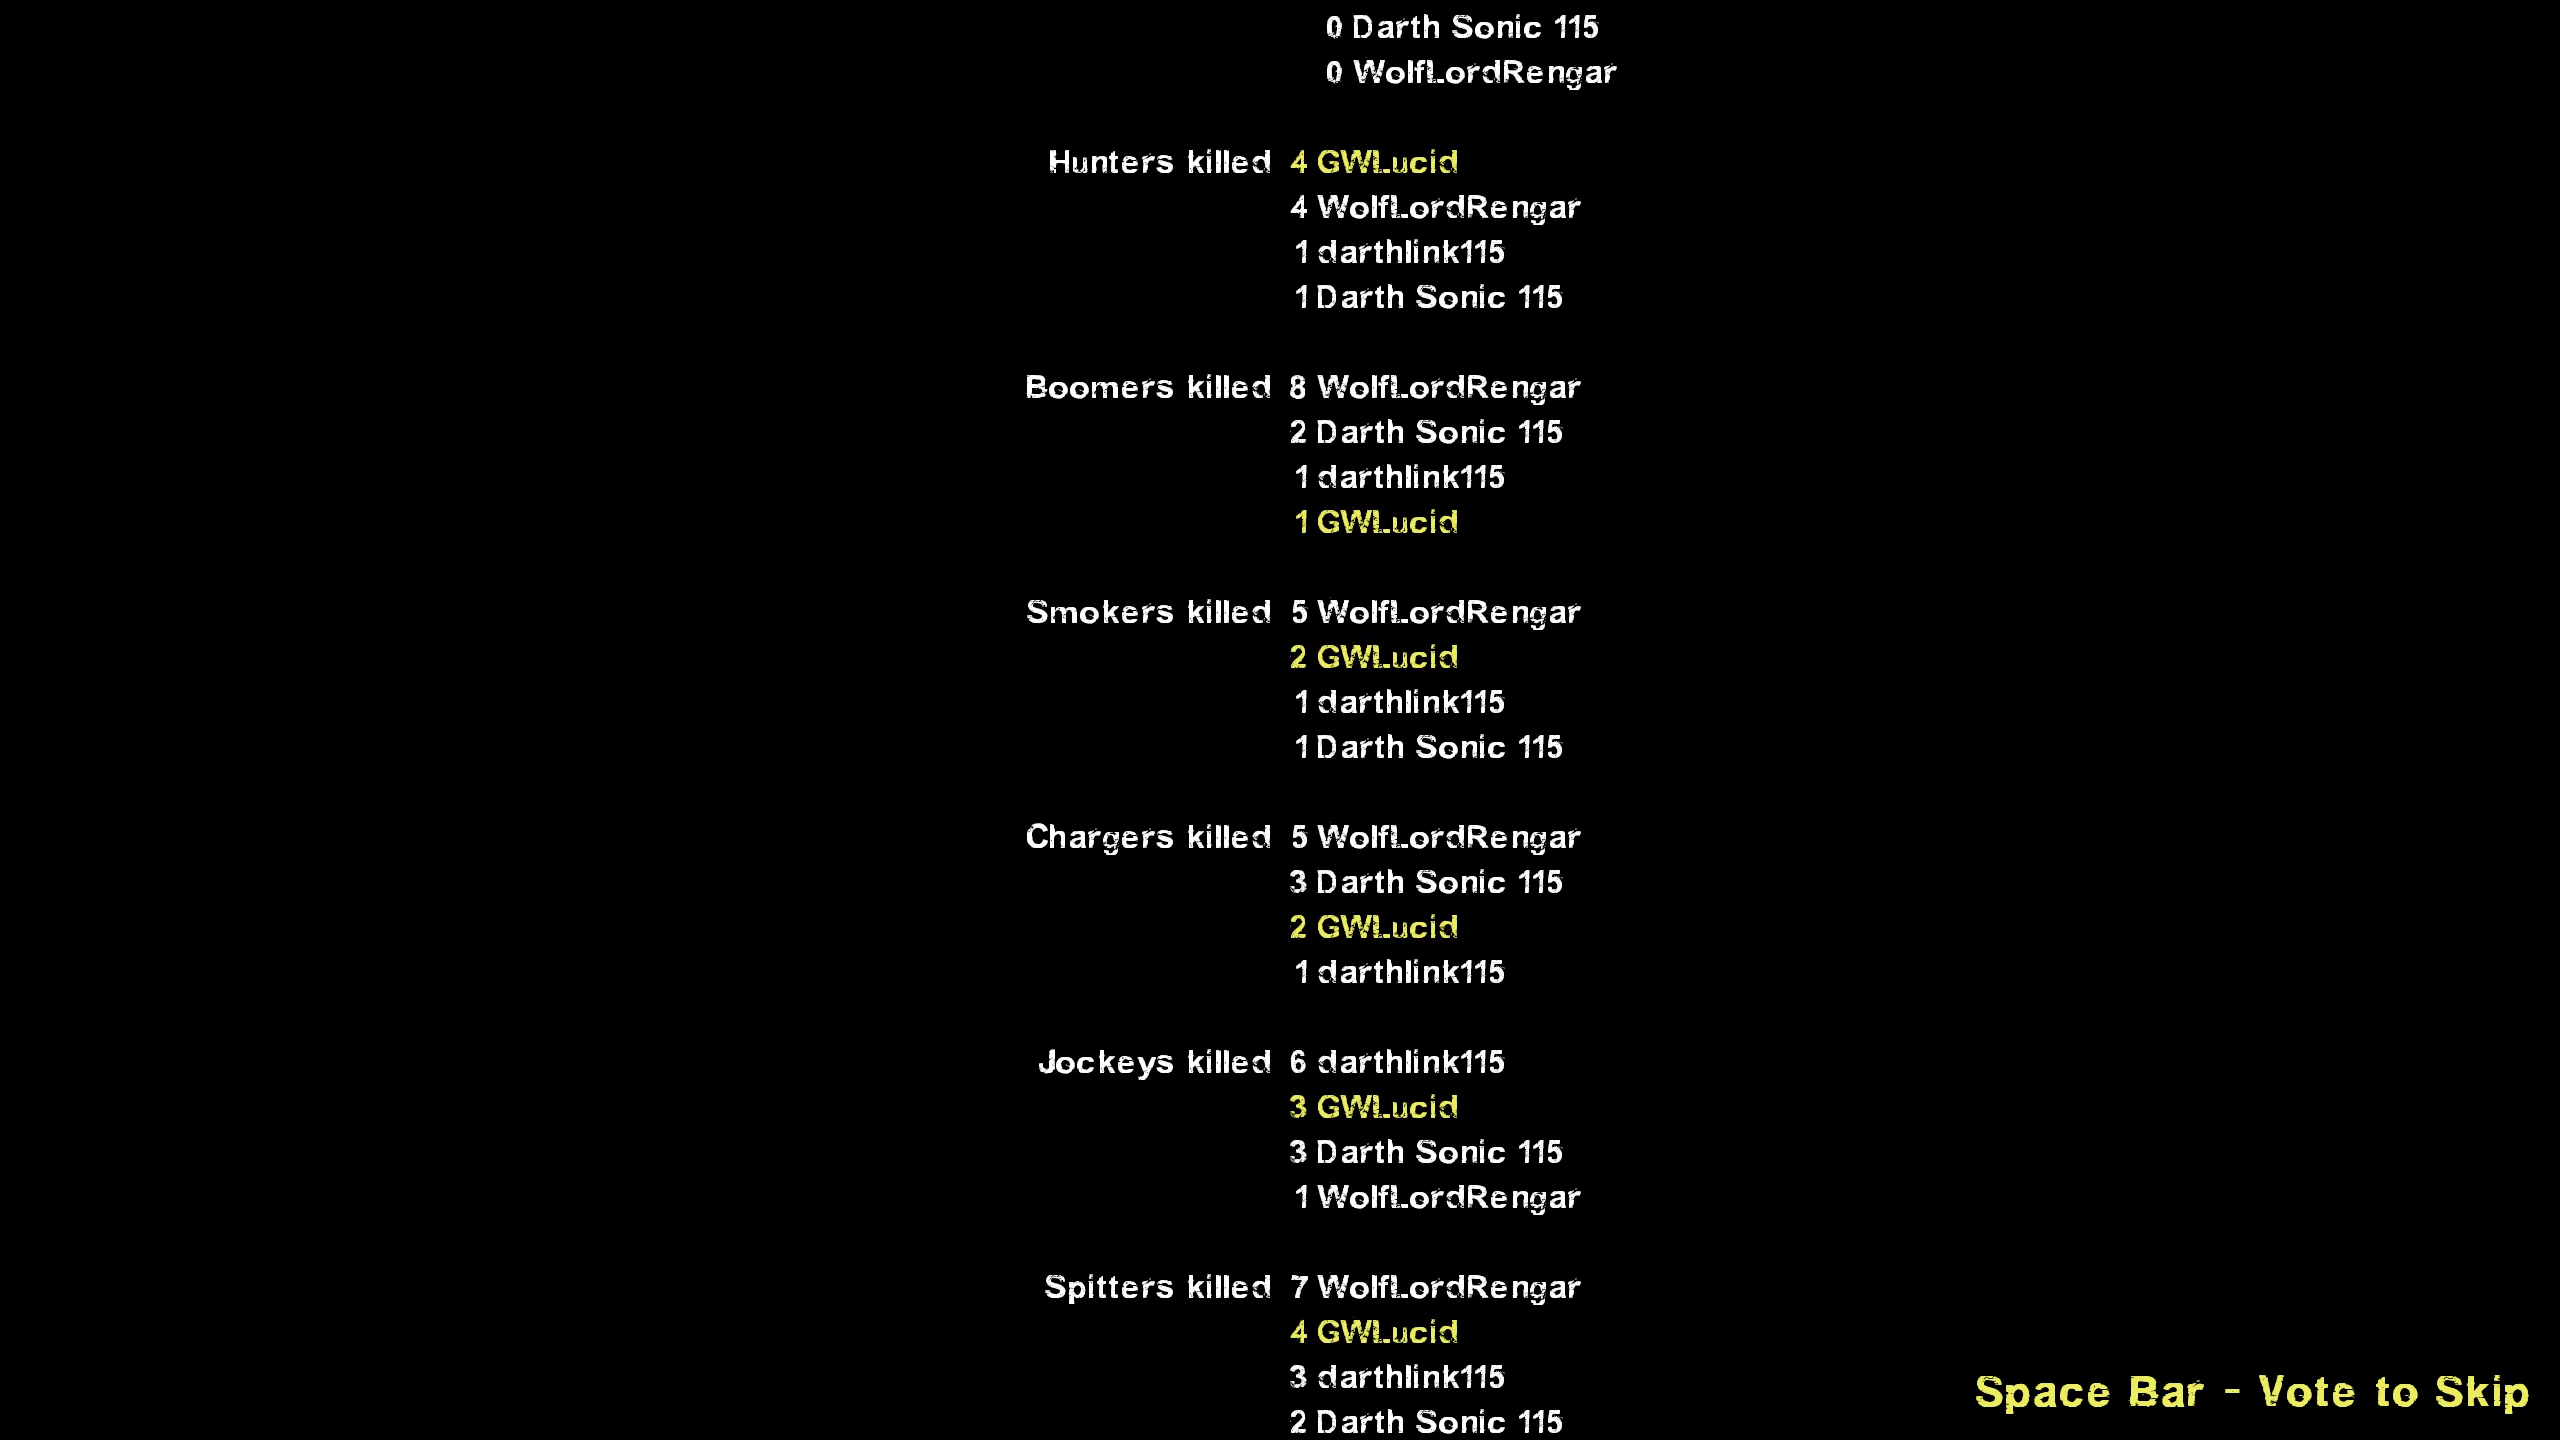 0 Darth Sonic 115
0 WolfLordRengar
Hunters killed 4 GWLucid
4 WolfLordRengar
1 darthlink115
1 Darth Sonic 115
Boomers killed 8 WolfLordRengar
2 Darth Sonic 115
1 darthlink115
1 GWLucid
Smokers killed 5 WolfLordRengar
2 GWLucid
1 darthlink115
1 Darth Sonic 115
Chargers killed 5 WolfLordRengar
3 Darth Sonic 115
2 GWLucid
1 darthlink115
Jockeys killed 6 darthlink115
3 GWLucid
3 Darth Sonic 115
1 WolfLordRengar
Spitters killed 7 WolfLordRengar
4 GWLucid
3 darthlink115
2 Darth Sonic 115
Space Bar - Vote to Skip